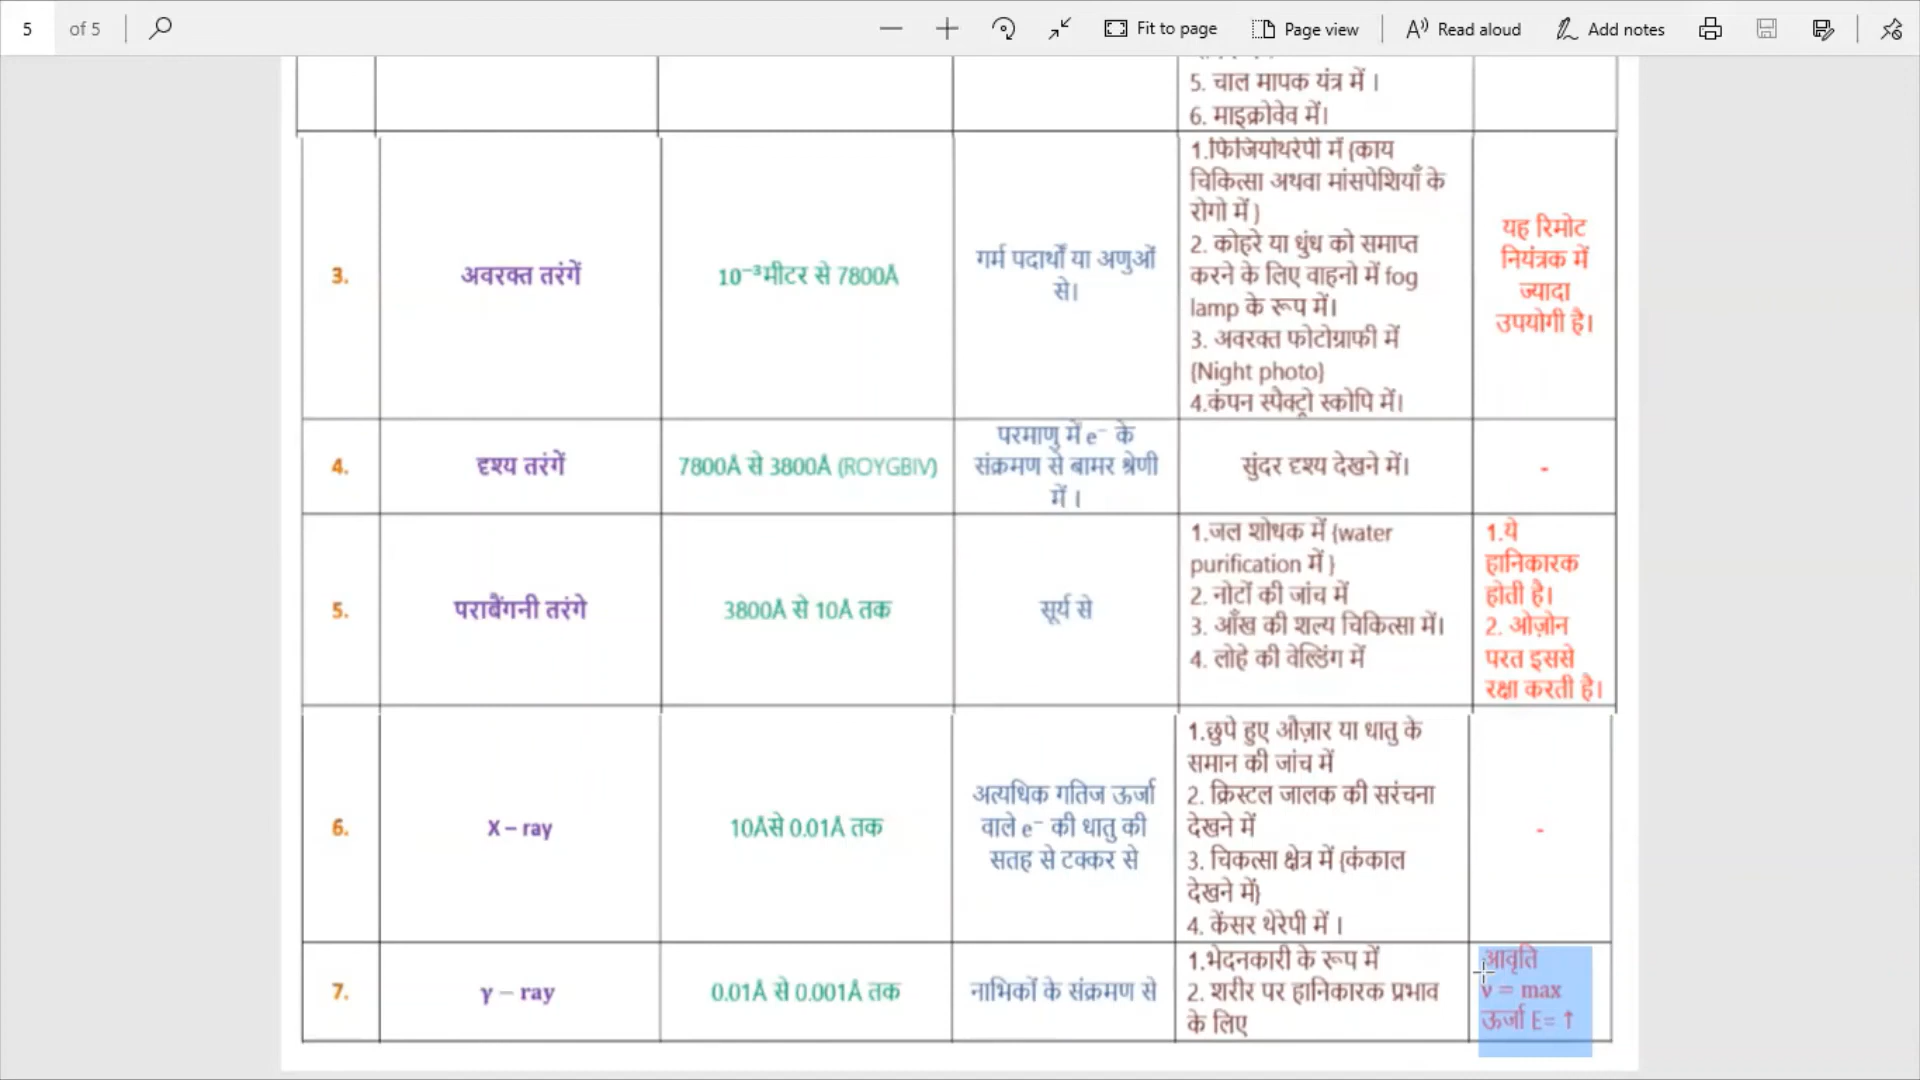 5 of 5 Fit to page Page view Read aloud Add notes
5. चाल मापक यंत्र में ।
6. माइक्रोवेव में।
3.
अवरक्त तरंगें
10⁻³मीटर से 7800Å
गर्म पदार्थों या अणुओं
से।
1.फिजियोथरेपी में (काय
चिकित्सा अथवा मांसपेशियाँ के
रोगो में )
2. कोहरे या धुंध को समाप्त
करने के लिए वाहनो में fog
lamp के रूप में।
3. अवरक्त फोटोग्राफी में
{Night photo}
4.कंपन स्पैक्ट्रो स्कोपि में।
यह रिमोट
नियंत्रक में
ज्यादा
उपयोगी है।
4.
दृश्य तरंगें
7800Å से 3800Å (ROYGBIV)
परमाणु में e⁻ के
संक्रमण से बामर श्रेणी
में ।
सुंदर दृश्य देखने में।
-
5.
पराबैंगनी तरंगे
3800Å से 10Å तक
सूर्य से
1.जल शोधक में {water
purification में }
2. नोटों की जांच में
3. आँख की शल्य चिकित्सा में।
4. लोहे की वेल्डिंग में
1.ये
हानिकारक
होती है।
2. ओज़ोन
परत इससे
रक्षा करती है।
6.
X – ray
10Åसे 0.01Å तक
अत्यधिक गतिज ऊर्जा
वाले e⁻ की धातु की
सतह से टक्कर से
1.छुपे हुए औज़ार या धातु के
समान की जांच में
2. क्रिस्टल जालक की सरंचना
देखने में
3. चिकत्सा क्षेत्र में {कंकाल
देखने में}
4. केंसर थेरेपी में ।
-
7.
γ – ray
0.01Å से 0.001Å तक
नाभिकों के संक्रमण से
1.भेदनकारी के रूप में
2. शरीर पर हानिकारक प्रभाव
के लिए
आवृति
ν = max
ऊर्जा E= ↑